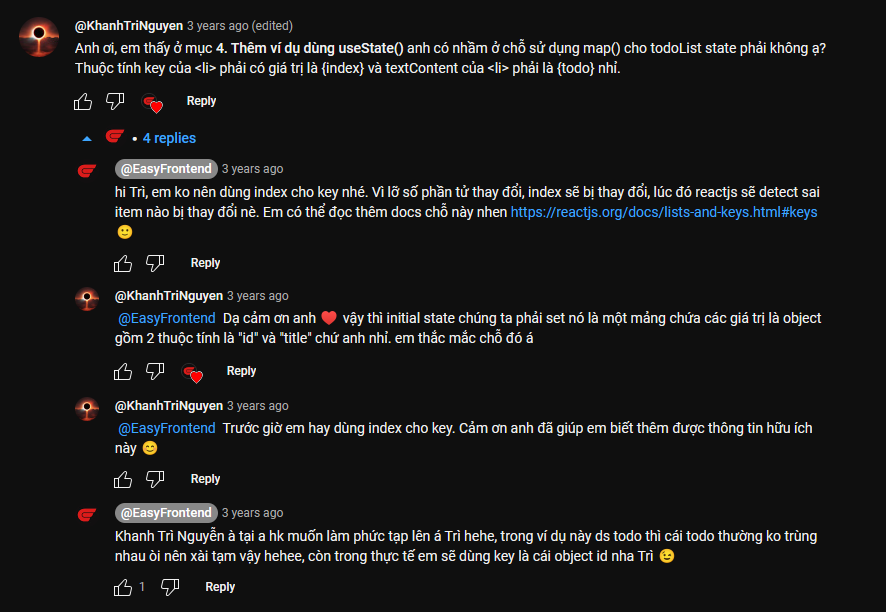 @KhanhTriNguyen 3 years ago (edited)
Anh ơi, em thấy ở mục 4. Thêm ví dụ dùng useState() anh có nhầm ở chỗ sử dụng map() cho todoList state phải không ạ?
Thuộc tính key của <li> phải có giá trị là {index} và textContent của <li> phải là {todo} nhỉ.
Reply
• 4 replies
@EasyFrontend 3 years ago
hi Trì, em ko nên dùng index cho key nhé. Vì lỡ số phần tử thay đổi, index sẽ bị thay đổi, lúc đó reactjs sẽ detect sai
item nào bị thay đổi nè. Em có thể đọc thêm docs chỗ này nhen https://reactjs.org/docs/lists-and-keys.html#keys
🙂
Reply
@KhanhTriNguyen 3 years ago
@EasyFrontend Dạ cảm ơn anh ♥️ vậy thì initial state chúng ta phải set nó là một mảng chứa các giá trị là object
gồm 2 thuộc tính là "id" và "title" chứ anh nhỉ. em thắc mắc chỗ đó á
Reply
@KhanhTriNguyen 3 years ago
@EasyFrontend Trước giờ em hay dùng index cho key. Cảm ơn anh đã giúp em biết thêm được thông tin hữu ích
này 😊
Reply
@EasyFrontend 3 years ago
Khanh Trì Nguyễn à tại a hk muốn làm phức tạp lên á Trì hehe, trong ví dụ này ds todo thì cái todo thường ko trùng
nhau òi nên xài tạm vậy hehee, còn trong thực tế em sẽ dùng key là cái object id nha Trì 😉
1 Reply